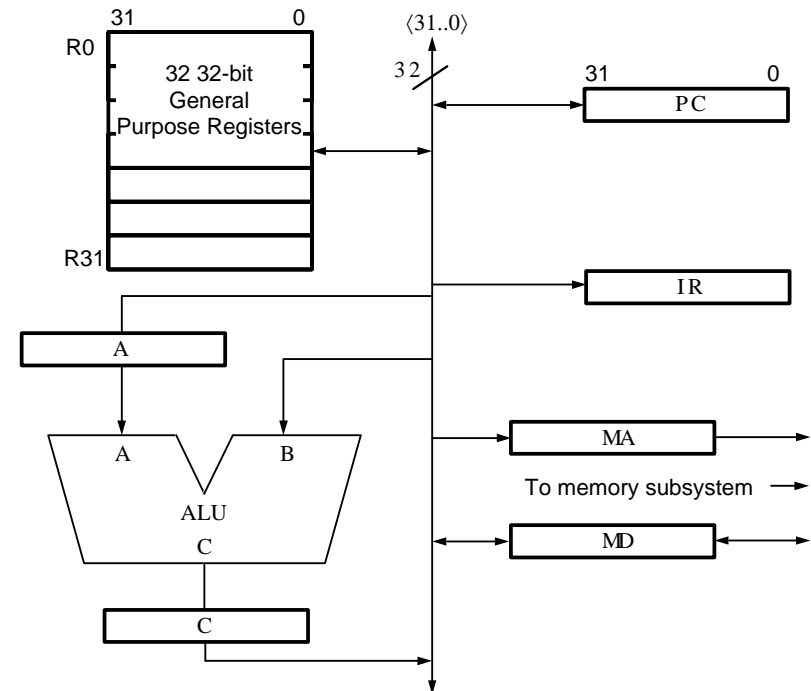 31 0
R0
32 32-bit
General
Purpose Registers
R31
⟨31..0⟩
32
31 0
PC
IR
A
A B
ALU
C
C
MA
To memory subsystem
MD